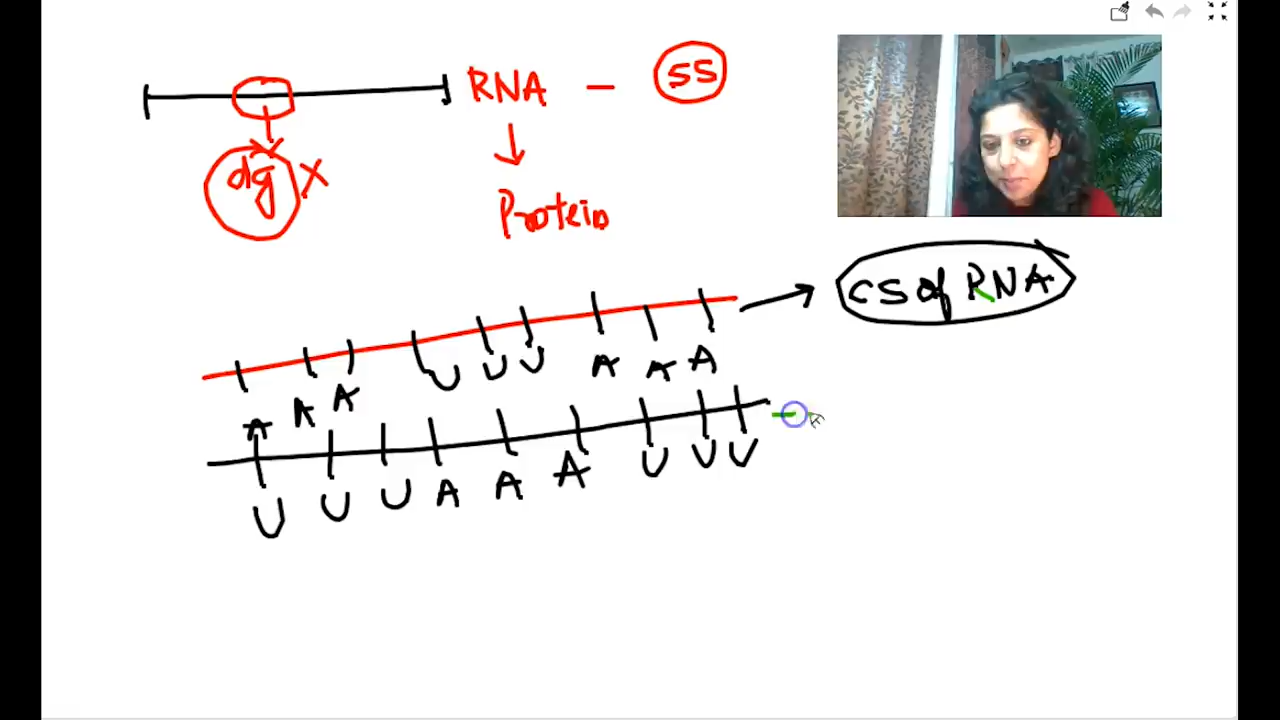 RNA - SS
dg X
Protein
CS of RNA
A A A U U U A A A
U U U A A A U U U